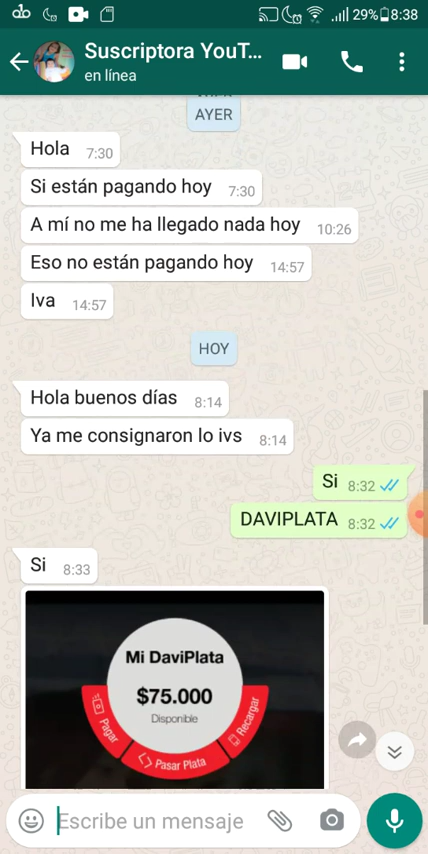 29% 8:38
Suscriptora YouT...
en línea
AYER
Hola 7:30
Si están pagando hoy 7:30
A mí no me ha llegado nada hoy 10:26
Eso no están pagando hoy 14:57
Iva 14:57
HOY
Hola buenos días 8:14
Ya me consignaron lo ivs 8:14
Si 8:32
DAVIPLATA 8:32
Si 8:33
Mi DaviPlata
$75.000
Disponible
Pagar
Pasar Plata
Recargar
Escribe un mensaje